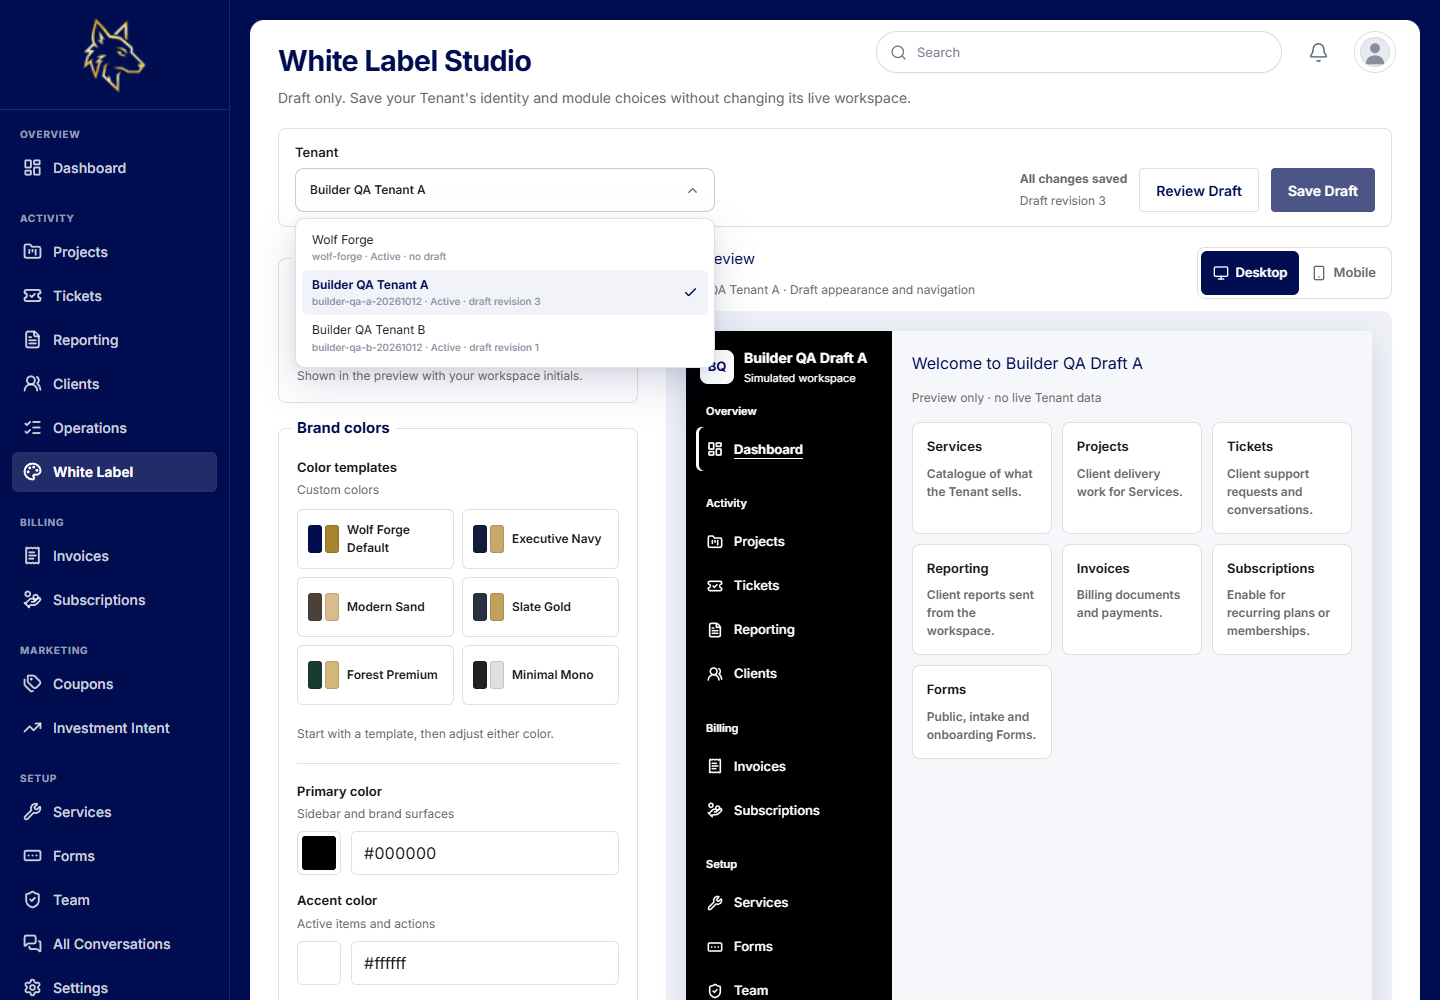 OVERVIEW
Dashboard
ACTIVITY
Projects
Tickets
Reporting
Clients
Operations
White Label
BILLING
Invoices
Subscriptions
MARKETING
Coupons
Investment Intent
SETUP
Services
Forms
Team
All Conversations
Settings
White Label Studio
Search
Draft only. Save your Tenant's identity and module choices without changing its live workspace.
Tenant
Builder QA Tenant A
All changes saved
Draft revision 3
Review Draft
Save Draft
Wolf Forge
wolf-forge · Active · no draft
Builder QA Tenant A
builder-qa-a-20261012 · Active · draft revision 3
Builder QA Tenant B
builder-qa-b-20261012 · Active · draft revision 1
Shown in the preview with your workspace initials.
Brand colors
Color templates
Custom colors
Wolf Forge
Default
Executive Navy
Modern Sand
Slate Gold
Forest Premium
Minimal Mono
Start with a template, then adjust either color.
Primary color
Sidebar and brand surfaces
#000000
Accent color
Active items and actions
#ffffff
eview
QA Tenant A · Draft appearance and navigation
Desktop
Mobile
BQ
Builder QA Draft A
Simulated workspace
Overview
Dashboard
Activity
Projects
Tickets
Reporting
Clients
Billing
Invoices
Subscriptions
Setup
Services
Forms
Team
Welcome to Builder QA Draft A
Preview only · no live Tenant data
Services
Catalogue of what
the Tenant sells.
Projects
Client delivery
work for Services.
Tickets
Client support
requests and
conversations.
Reporting
Client reports sent
from the
workspace.
Invoices
Billing documents
and payments.
Subscriptions
Enable for
recurring plans or
memberships.
Forms
Public, intake and
onboarding Forms.